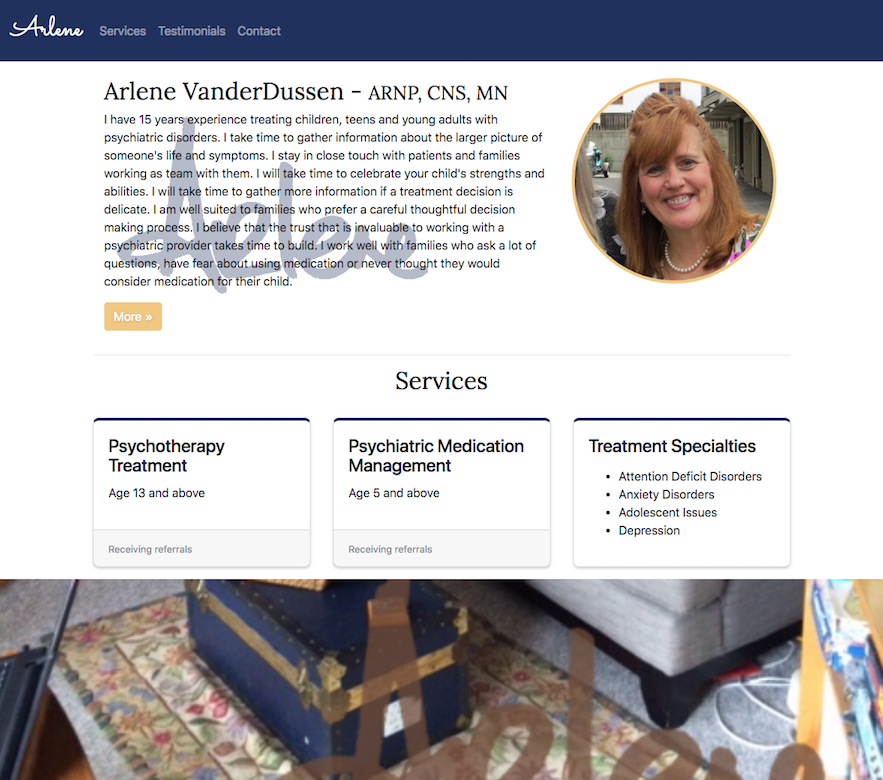 Arlene Services Testimonials Contact
Arlene VanderDussen - ARNP, CNS, MN
I have 15 years experience treating children, teens and young adults with
psychiatric disorders. I take time to gather information about the larger picture of
someone's life and symptoms. I stay in close touch with patients and families
working as team with them. I will take time to celebrate your child's strengths and
abilities. I will take time to gather more information if a treatment decision is
delicate. I am well suited to families who prefer a careful thoughtful decision
making process. I believe that the trust that is invaluable to working with a
psychiatric provider takes time to build. I work well with families who ask a lot of
questions, have fear about using medication or never thought they would
consider medication for their child.
Arlene
More »
Services
Psychotherapy
Treatment
Age 13 and above
Receiving referrals
Psychiatric Medication
Management
Age 5 and above
Receiving referrals
Treatment Specialties
• Attention Deficit Disorders
• Anxiety Disorders
• Adolescent Issues
• Depression
Arlene